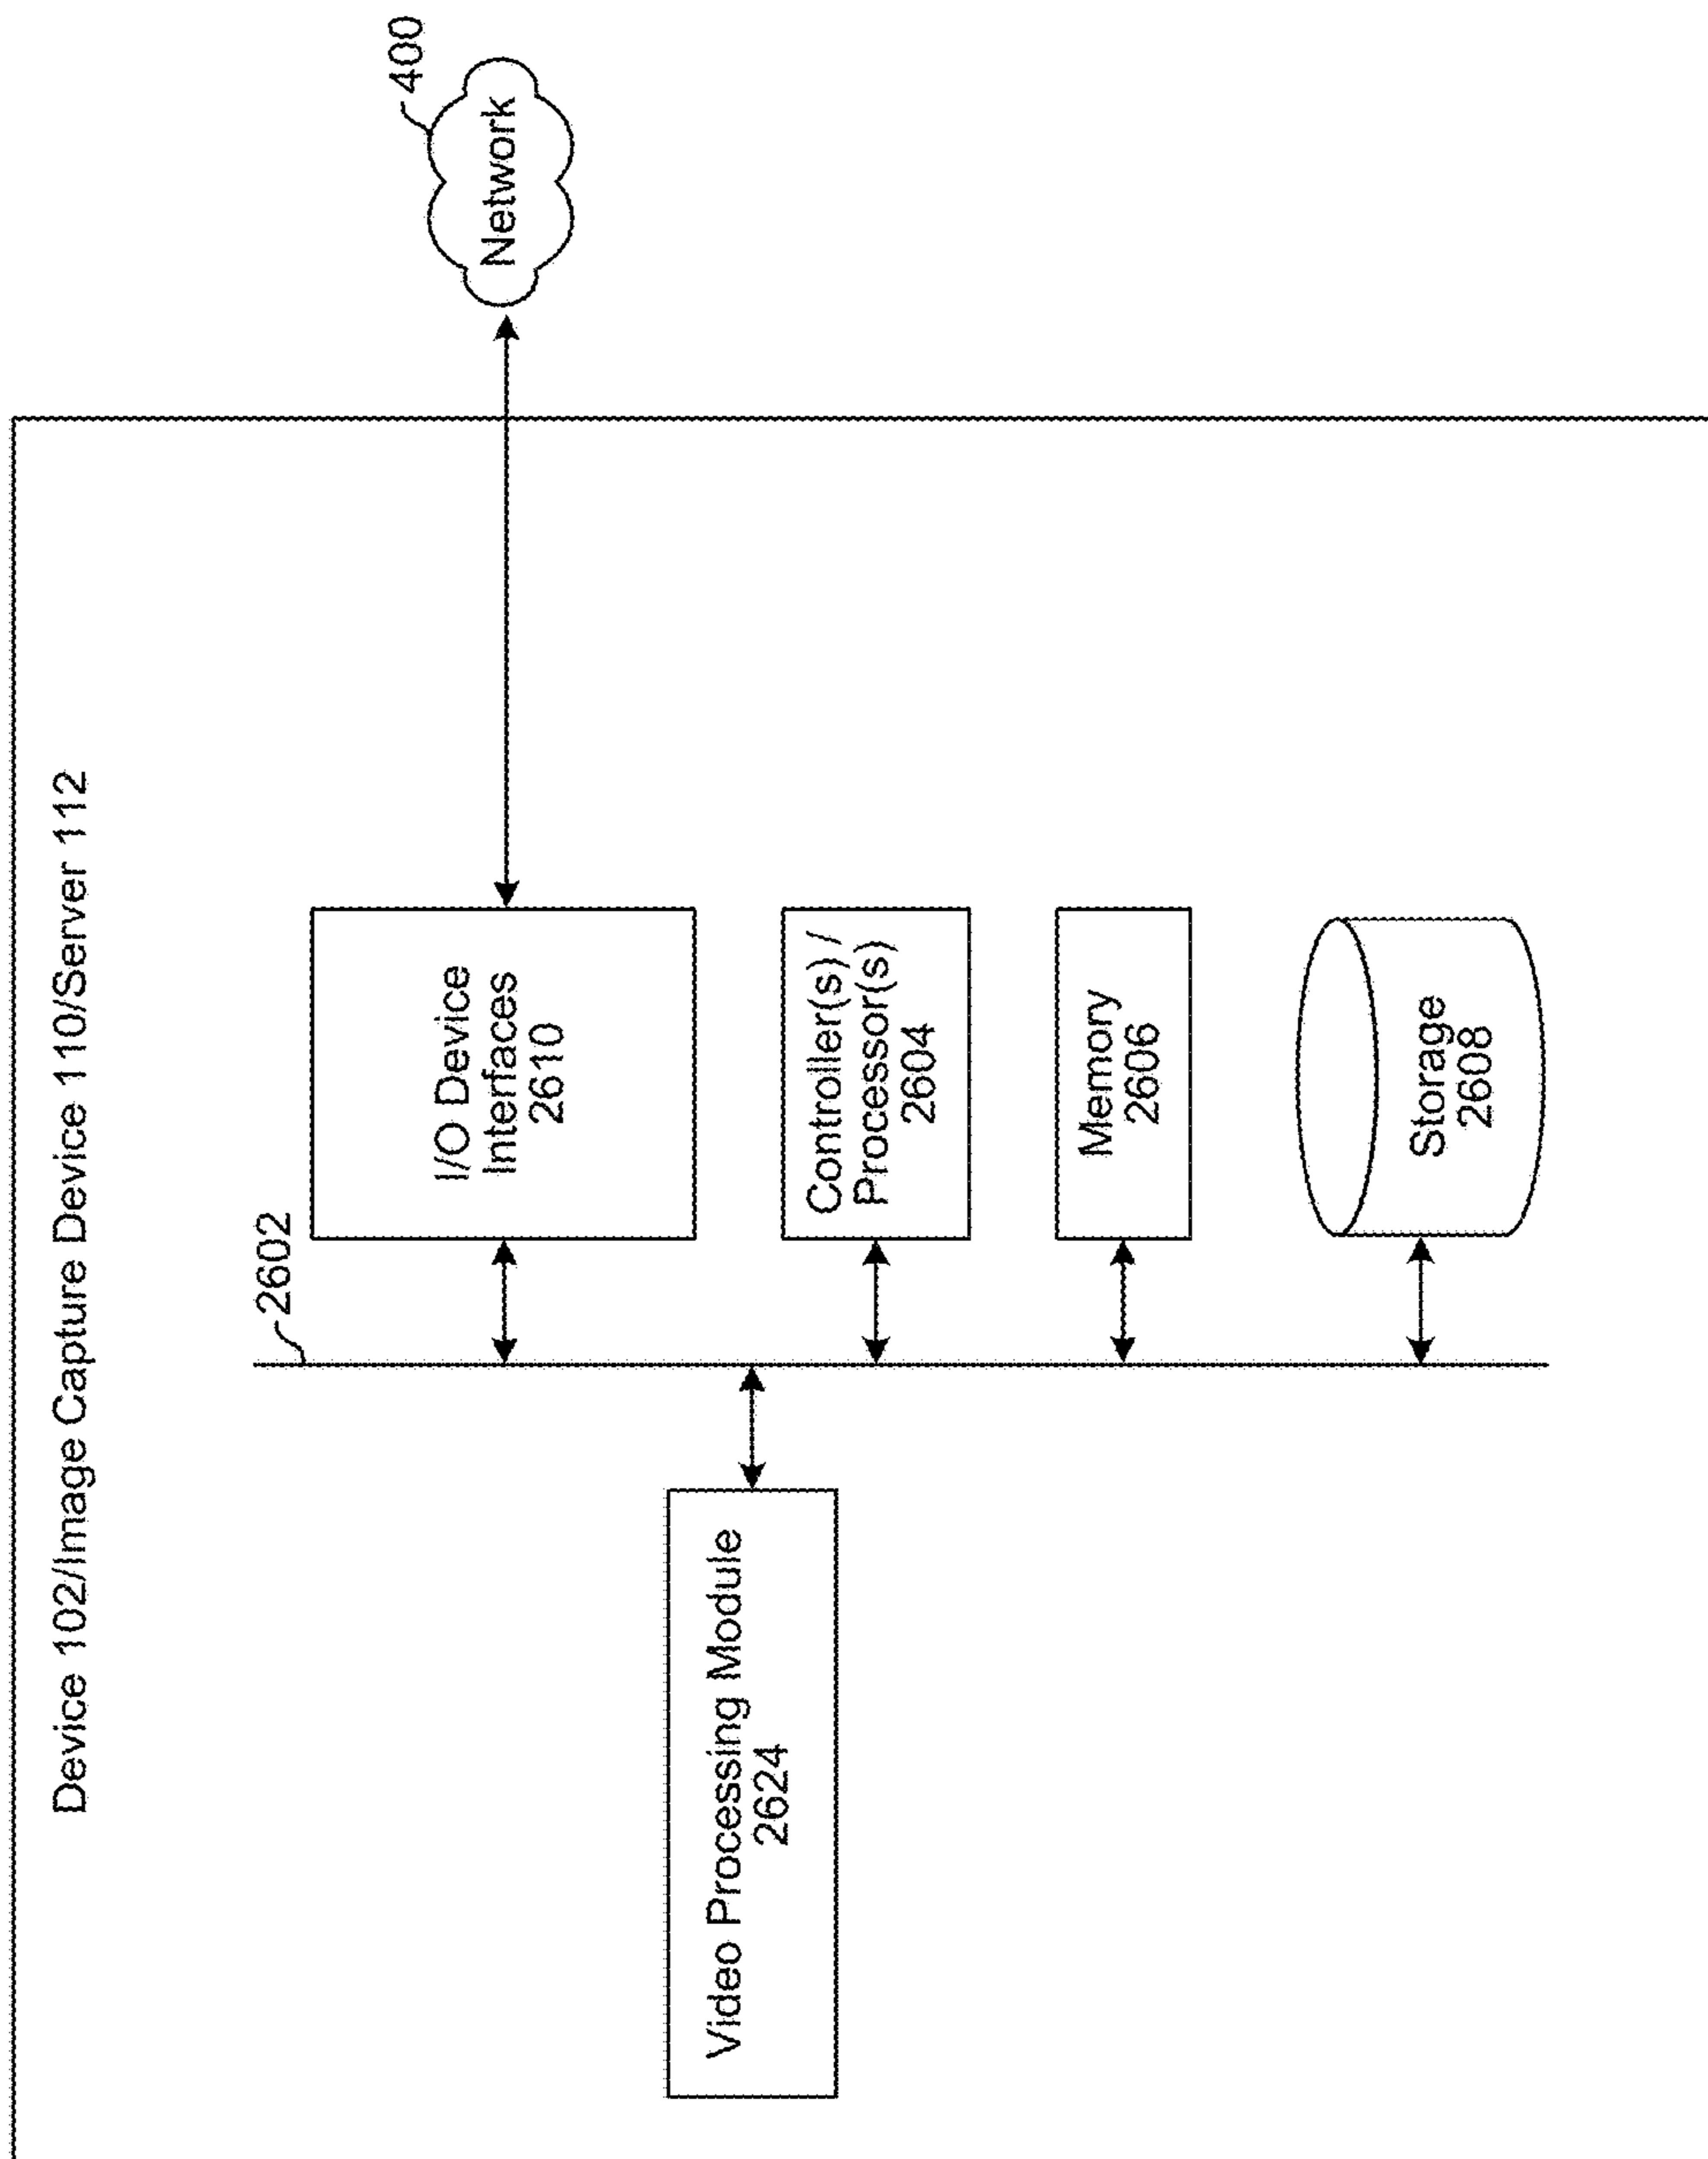 Device 102/Image Capture Device 110/Server 112
2602
I/O Device
Interfaces
2610
400
Network
Video Processing Module
2624
Controller(s) /
Processor(s)
2604
Memory
2606
Storage
2608